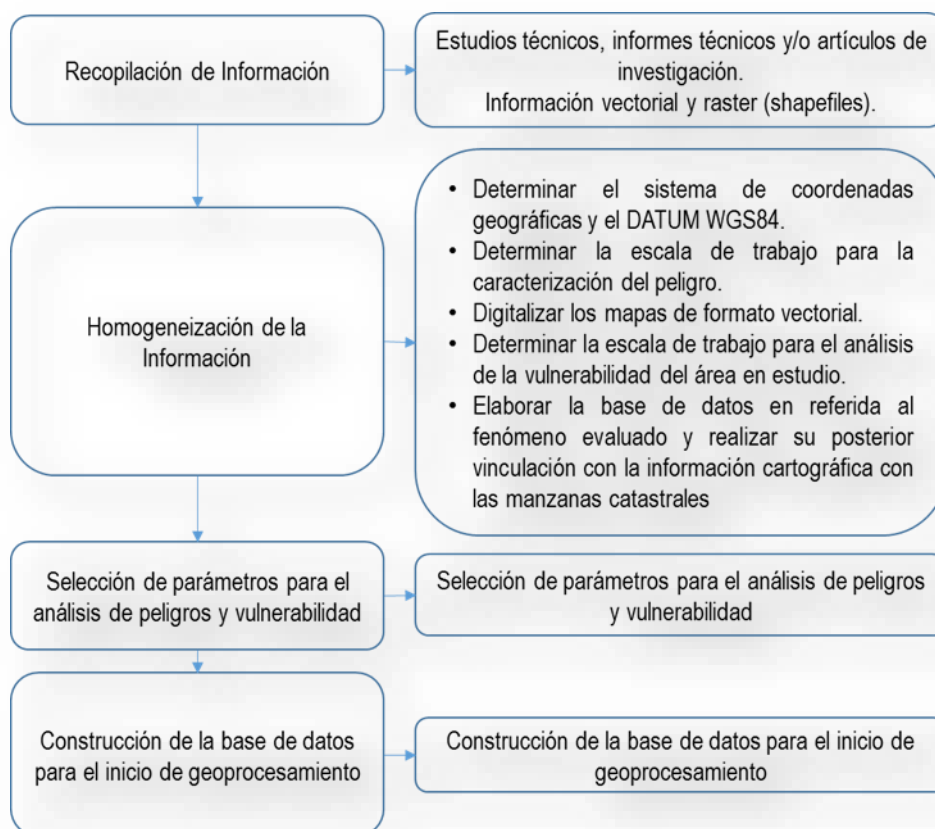 Recopilación de Información
Estudios técnicos, informes técnicos y/o artículos de
investigación.
Información vectorial y raster (shapefiles).
Homogeneización de la
Información
• Determinar el sistema de coordenadas
geográficas y el DATUM WGS84.
• Determinar la escala de trabajo para la
caracterización del peligro.
• Digitalizar los mapas de formato vectorial.
• Determinar la escala de trabajo para el análisis
de la vulnerabilidad del área en estudio.
• Elaborar la base de datos en referida al
fenómeno evaluado y realizar su posterior
vinculación con la información cartográfica con
las manzanas catastrales
Selección de parámetros para el
análisis de peligros y vulnerabilidad
Selección de parámetros para el análisis de peligros
y vulnerabilidad
Construcción de la base de datos
para el inicio de geoprocesamiento
Construcción de la base de datos para el inicio de
geoprocesamiento